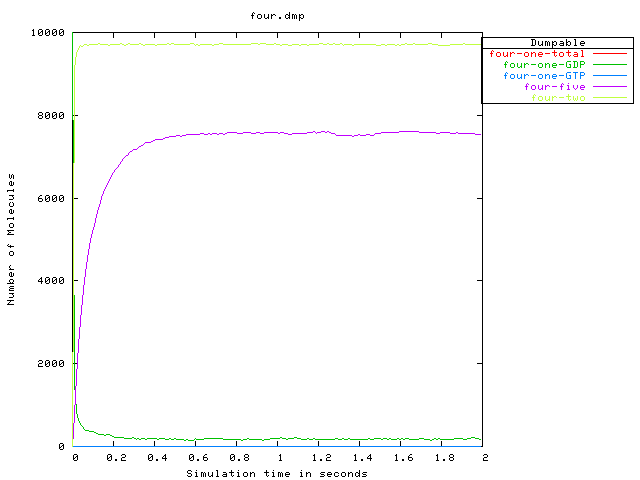 four.dmp
Dumpable
four-one-total
four-one-GDP
four-one-GTP
four-five
four-two
10000
8000
6000
4000
2000
0
Number of Molecules
0 0.2 0.4 0.6 0.8 1 1.2 1.4 1.6 1.8 2
Simulation time in seconds